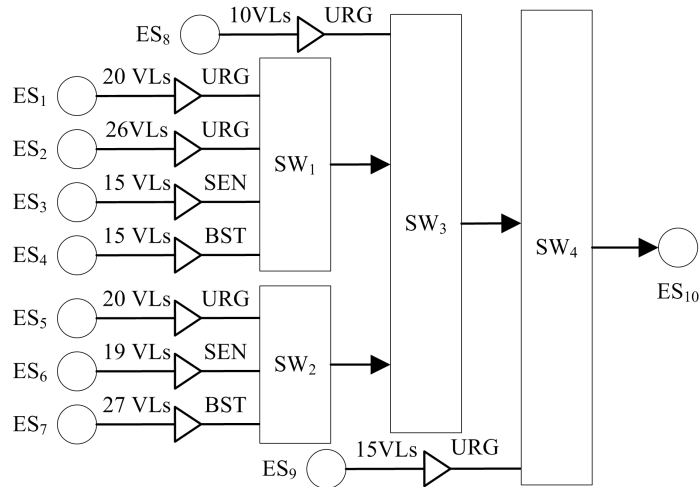 ES8 10VLs URG
ES1 20 VLs URG
ES2 26VLs URG
ES3 15 VLs SEN
ES4 15 VLs BST
SW1
ES5 20 VLs URG
ES6 19 VLs SEN
ES7 27 VLs BST
SW2
SW3
SW4
ES10
ES9 15VLs URG